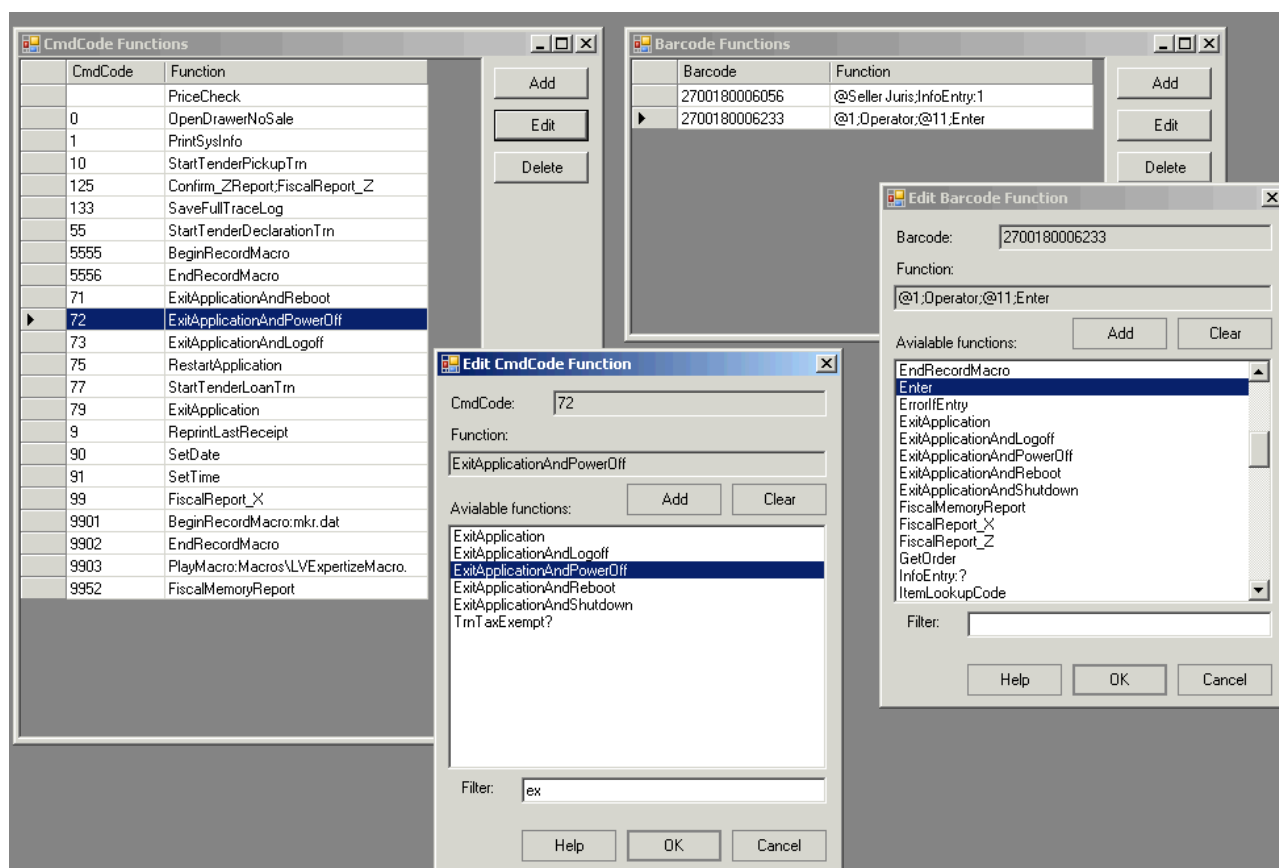 CmdCode Functions
CmdCode Function
PriceCheck
0 OpenDrawerNoSale
1 PrintSysInfo
10 StartTenderPickupTrn
125 Confirm_ZReport;FiscalReport_Z
133 SaveFullTraceLog
55 StartTenderDeclarationTrn
5555 BeginRecordMacro
5556 EndRecordMacro
71 ExitApplicationAndReboot
72 ExitApplicationAndPowerOff
73 ExitApplicationAndLogoff
75 RestartApplication
77 StartTenderLoanTrn
79 ExitApplication
9 ReprintLastReceipt
90 SetDate
91 SetTime
99 FiscalReport_X
9901 BeginRecordMacro:mkr.dat
9902 EndRecordMacro
9903 PlayMacro:Macros\LVExpertizeMacro.
9952 FiscalMemoryReport
Add
Edit
Delete
Barcode Functions
Barcode Function
2700180006056 @Seller Juris;InfoEntry:1
2700180006233 @1;Operator;@11;Enter
Add
Edit
Delete
Edit CmdCode Function
CmdCode: 72
Function:
ExitApplicationAndPowerOff
Avialable functions: Add Clear
ExitApplication
ExitApplicationAndLogoff
ExitApplicationAndPowerOff
ExitApplicationAndReboot
ExitApplicationAndShutdown
TrnTaxExempt?
Filter: ex
Help OK Cancel
Edit Barcode Function
Barcode: 2700180006233
Function:
@1;Operator;@11;Enter
Avialable functions: Add Clear
EndRecordMacro
Enter
ErrorIfEntry
ExitApplication
ExitApplicationAndLogoff
ExitApplicationAndPowerOff
ExitApplicationAndReboot
ExitApplicationAndShutdown
FiscalMemoryReport
FiscalReport_X
FiscalReport_Z
GetOrder
InfoEntry:?
ItemLookupCode
Filter:
Help OK Cancel